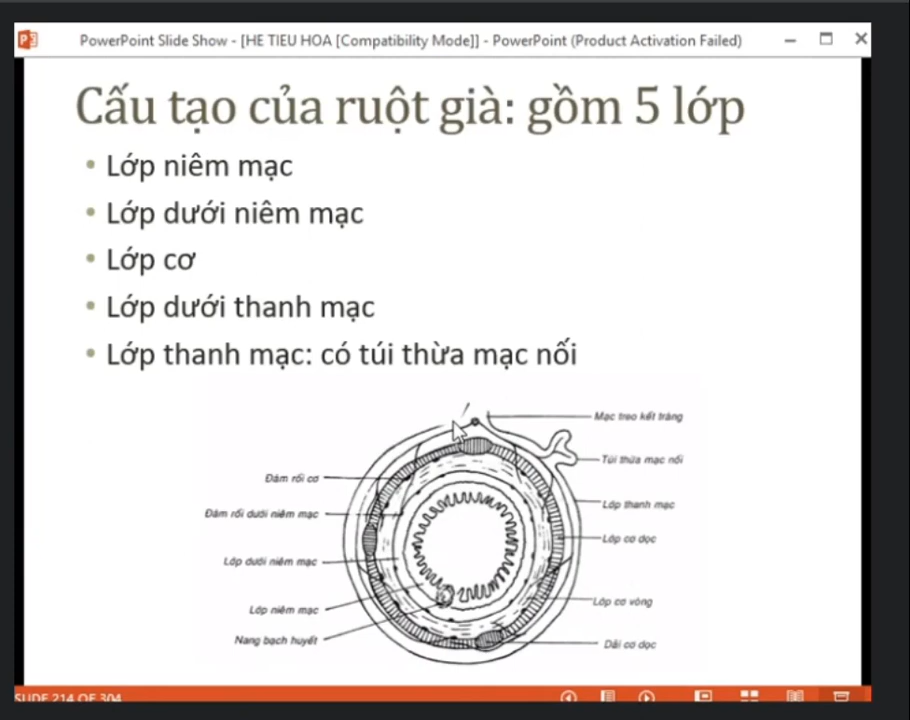 PowerPoint Slide Show - [HE TIEU HOA [Compatibility Mode]] - PowerPoint (Product Activation Failed)
Cấu tạo của ruột già: gồm 5 lớp
• Lớp niêm mạc
• Lớp dưới niêm mạc
• Lớp cơ
• Lớp dưới thanh mạc
• Lớp thanh mạc: có túi thừa mạc nối
Mạc treo kết tràng
Túi thừa mạc nối
Đám rối cơ
Lớp thanh mạc
Đám rối dưới niêm mạc
Lớp cơ dọc
Lớp dưới niêm mạc
Lớp cơ vòng
Lớp niêm mạc
Nang bạch huyết
Dải cơ dọc
SLIDE 214 OF 304